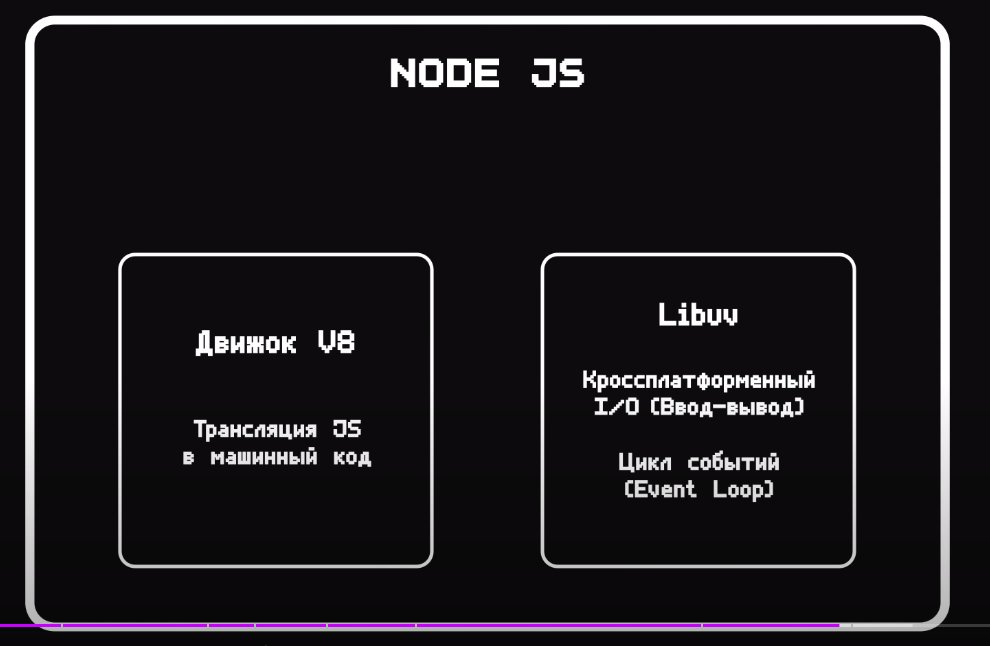 NODE JS
Движок V8
Трансляция JS
в машинный код
Libuv
Кроссплатформенный
I/O (Ввод-вывод)
Цикл событий
(Event Loop)